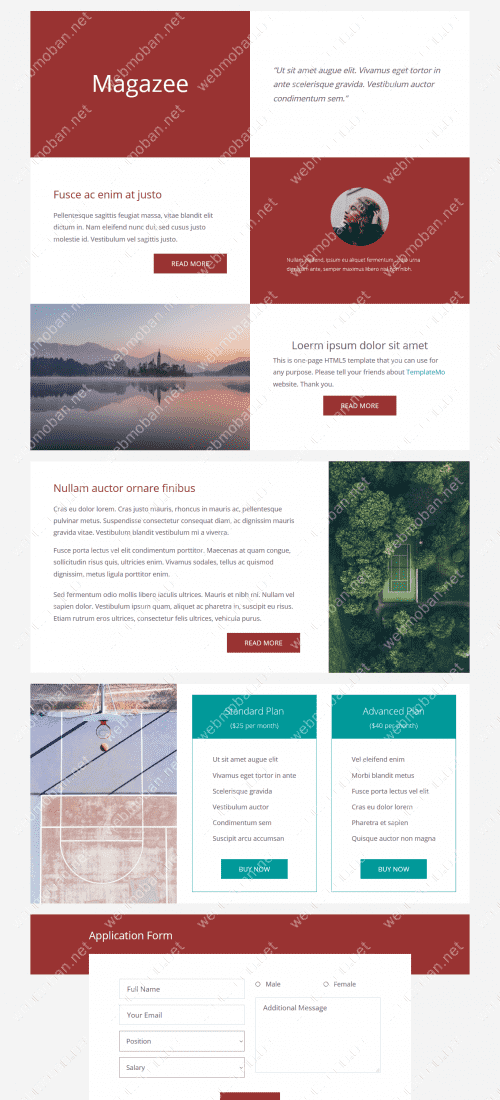 Magazee
"Ut sit amet augue elit. Vivamus eget tortor in
ante scelerisque gravida. Vestibulum auctor
condimentum sem."
Fusce ac enim at justo
Pellentesque sagittis feugiat massa, vitae blandit elit
dictum in. Nam eleifend nunc dui, sed cusus justo
molestie id. Vestibulum vel sagittis justo.
READ MORE
Nullam eleifend, ipsum eu aliquet fermentum, justo urna
dignissim ante, semper maximus libero nisl non nibh.
Loerm ipsum dolor sit amet
This is one-page HTML5 template that you can use for
any purpose. Please tell your friends about TemplateMo
website. Thank you.
READ MORE
Nullam auctor ornare finibus
Cras eu dolor lorem. Cras justo mauris, rhoncus in mauris ac, pellentesque
pulvinar metus. Suspendisse consectetur consequat diam, ac dignissim mauris
gravida vitae. Vestibulum blandit vestibulum mi a viverra.
Fusce porta lectus vel elit condimentum porttitor. Maecenas at quam congue,
sollicitudin risus quis, ultricies enim. Vivamus sodales, tellus ac quismod
dignissim, metus ligula porttitor enim.
Sed fermentum odio mollis libero iaculis ultrices. Mauris et nibh mi. Nullam vel
sapien dolor. Vestibulum ipsum quam, aliquet ac pharetra in, suscipit eu risus.
Etiam rutrum eros ultrices, consectetur felis ultrices, vehicula purus.
READ MORE
Standard Plan
($25 per month)
Ut sit amet augue elit
Vivamus eget tortor in ante
Scelerisque gravida
Vestibulum auctor
Condimentum sem
Suscipit arcu accumsan
BUY NOW
Advanced Plan
($40 per month)
Vel eleifend enim
Morbi blandit metus
Fusce porta lectus vel elit
Cras eu dolor lorem
Pharetra et sapien
Quisque auctor non magna
BUY NOW
Application Form
Full Name
Your Email
Position
Salary
Male
Female
Additional Message
webmoban.net